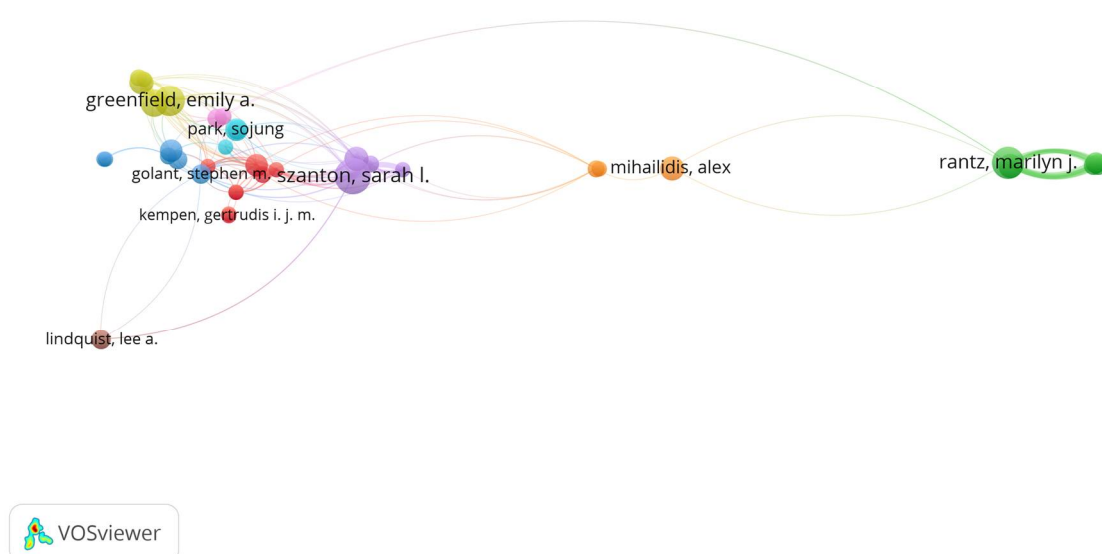 greenfield, emily a.
park, sojung
golant, stephen m.
szanton, sarah l.
mihailidis, alex
rantz, marilyn j.
kempen, gertrudis i. j. m.
lindquist, lee a.
VOSviewer